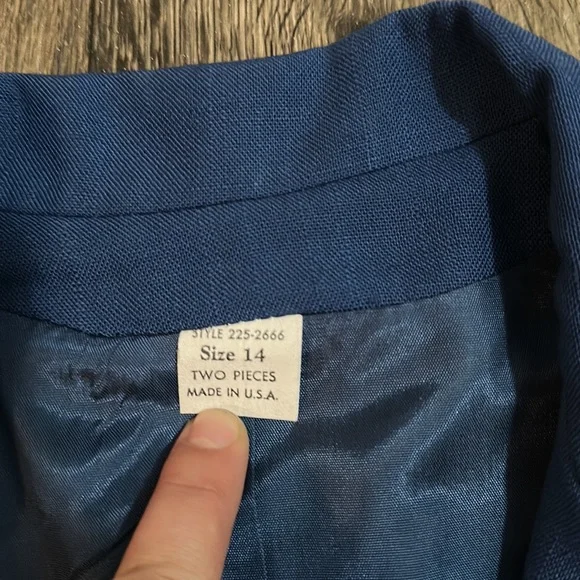 STYLE 225-2666
Size 14
TWO PIECES
MADE IN U.S.A.